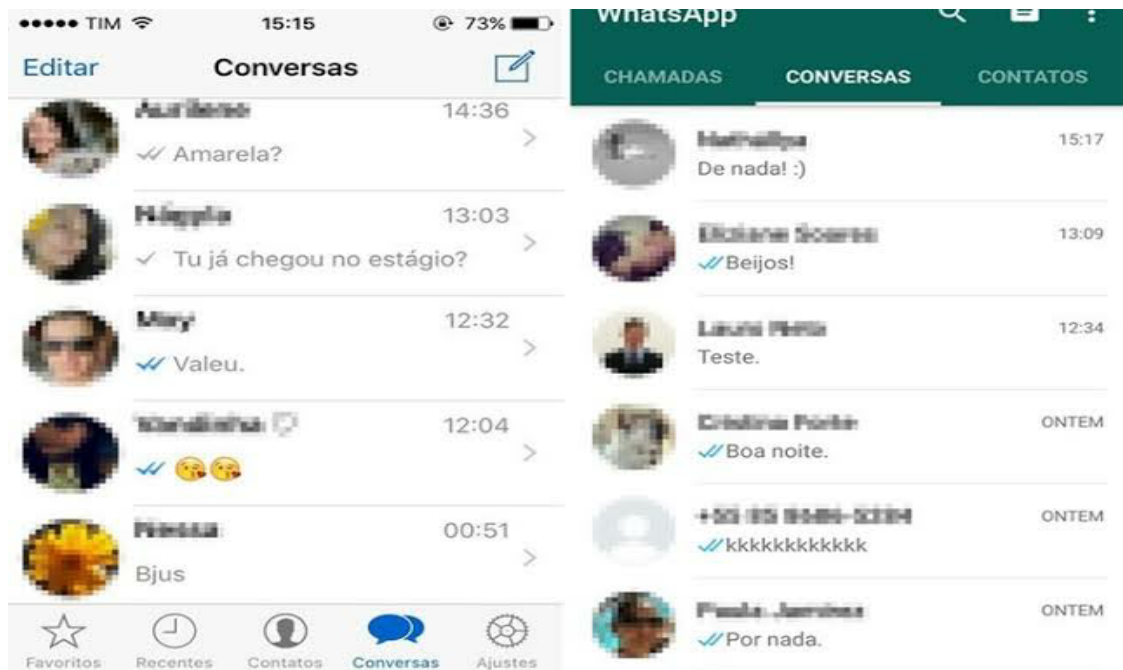 TIM 15:15 73%
Editar Conversas
14:36
Amarela?
13:03
Tu já chegou no estágio?
12:32
Valeu.
12:04
😘😘
00:51
Bjus
Favoritos Recentes Contatos Conversas Ajustes
WhatsApp
CHAMADAS CONVERSAS CONTATOS
15:17
De nada! :)
13:09
Beijos!
12:34
Teste.
ONTEM
Boa noite.
ONTEM
kkkkkkkkkkkk
ONTEM
Por nada.